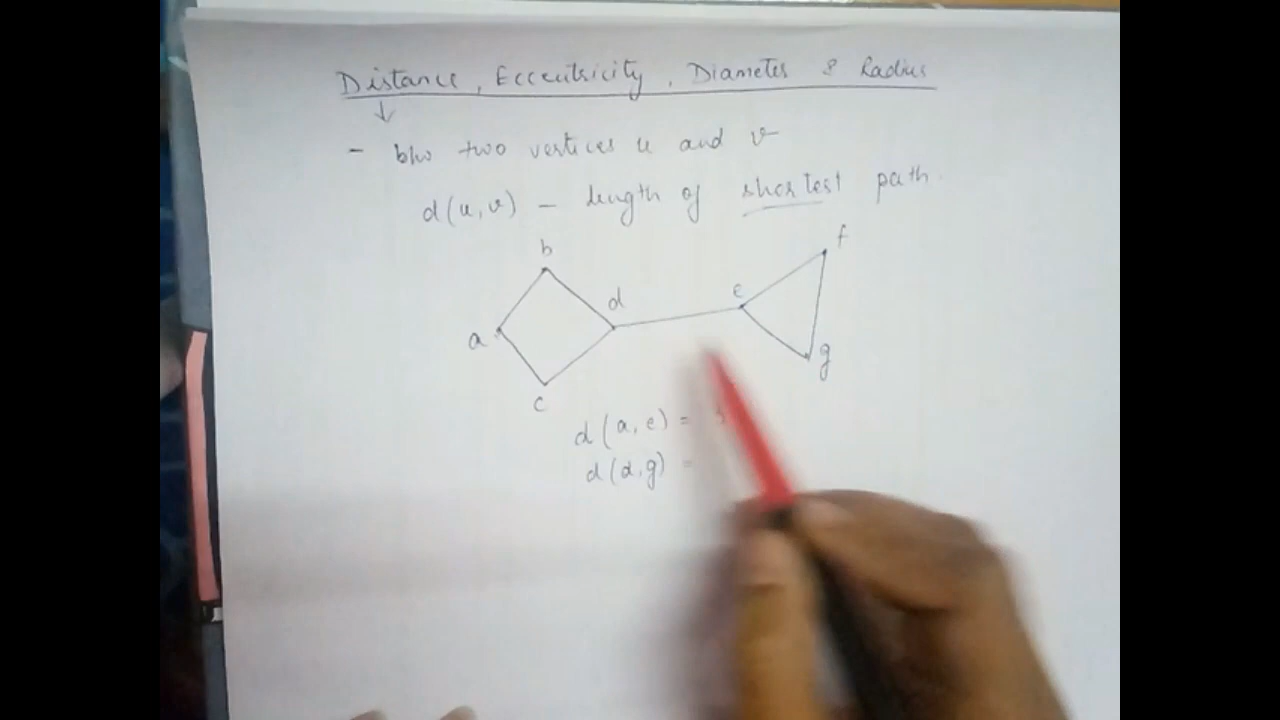 Distance, Eccentricity, Diameter & Radius
↓
- b/w two vertices u and v
d(u,v) - length of shortest path.
b
f
d
e
a
g
c
d(a,e) =
d(d,g) =